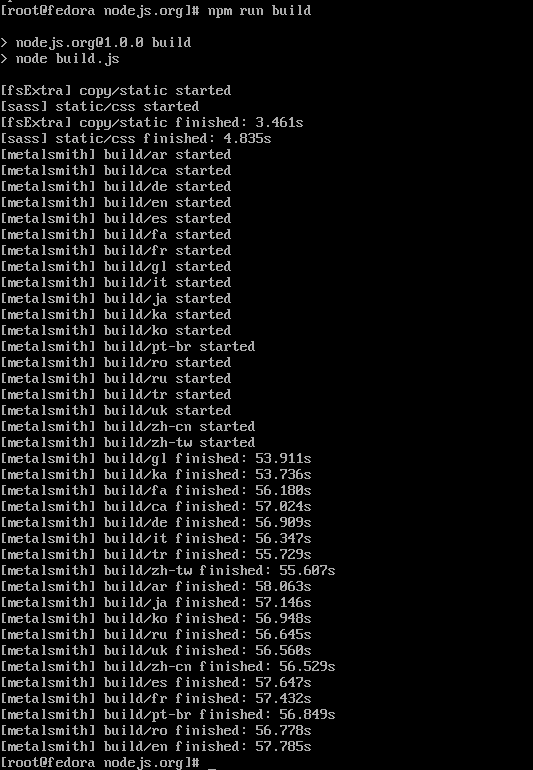 [root@fedora nodejs.org]# npm run build
> nodejs.org@1.0.0 build
> node build.js
[fsExtra] copy/static started
[sass] static/css started
[fsExtra] copy/static finished: 3.461s
[sass] static/css finished: 4.835s
[metalsmith] build/ar started
[metalsmith] build/ca started
[metalsmith] build/de started
[metalsmith] build/en started
[metalsmith] build/es started
[metalsmith] build/fa started
[metalsmith] build/fr started
[metalsmith] build/gl started
[metalsmith] build/it started
[metalsmith] build/ja started
[metalsmith] build/ka started
[metalsmith] build/ko started
[metalsmith] build/pt-br started
[metalsmith] build/ro started
[metalsmith] build/ru started
[metalsmith] build/tr started
[metalsmith] build/uk started
[metalsmith] build/zh-cn started
[metalsmith] build/zh-tw started
[metalsmith] build/gl finished: 53.911s
[metalsmith] build/ka finished: 53.736s
[metalsmith] build/fa finished: 56.180s
[metalsmith] build/ca finished: 57.024s
[metalsmith] build/de finished: 56.909s
[metalsmith] build/it finished: 56.347s
[metalsmith] build/tr finished: 55.729s
[metalsmith] build/zh-tw finished: 55.607s
[metalsmith] build/ar finished: 58.063s
[metalsmith] build/ja finished: 57.146s
[metalsmith] build/ko finished: 56.948s
[metalsmith] build/ru finished: 56.645s
[metalsmith] build/uk finished: 56.560s
[metalsmith] build/zh-cn finished: 56.529s
[metalsmith] build/es finished: 57.647s
[metalsmith] build/fr finished: 57.432s
[metalsmith] build/pt-br finished: 56.849s
[metalsmith] build/ro finished: 56.778s
[metalsmith] build/en finished: 57.785s
[root@fedora nodejs.org]# _